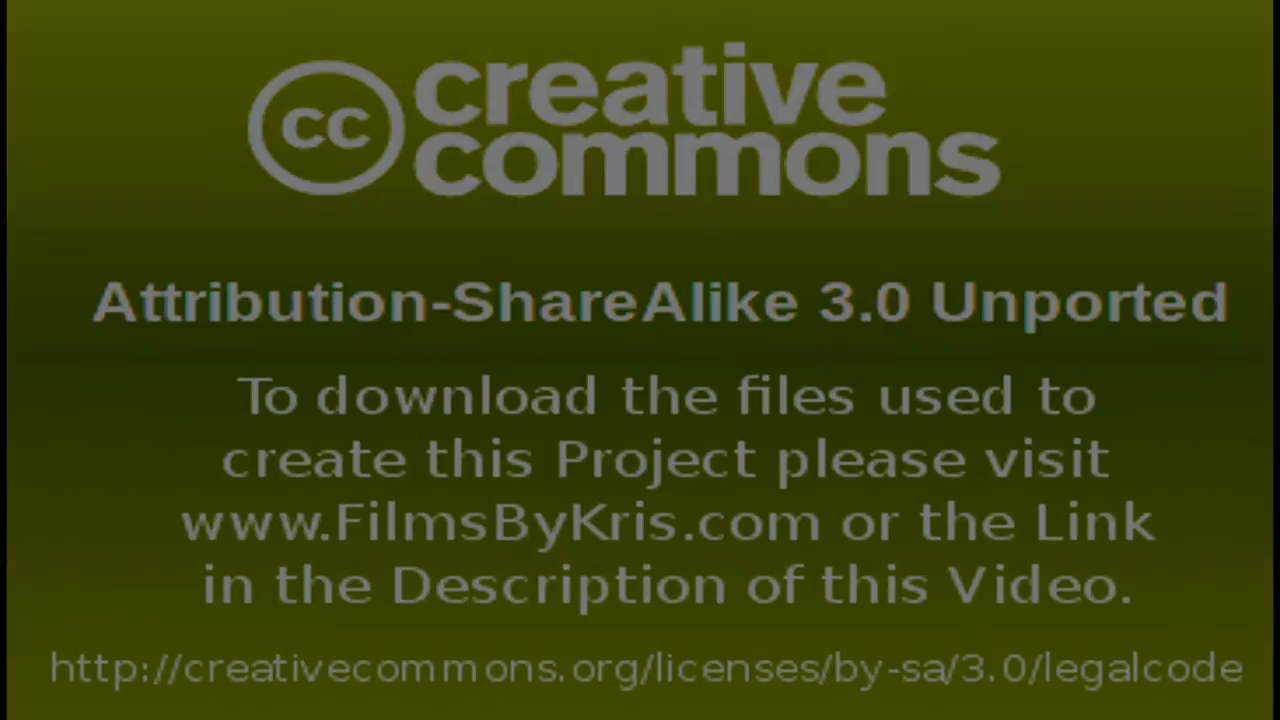 cc creative
commons
Attribution-ShareAlike 3.0 Unported
To download the files used to
create this Project please visit
www.FilmsByKris.com or the Link
in the Description of this Video.
http://creativecommons.org/licenses/by-sa/3.0/legalcode